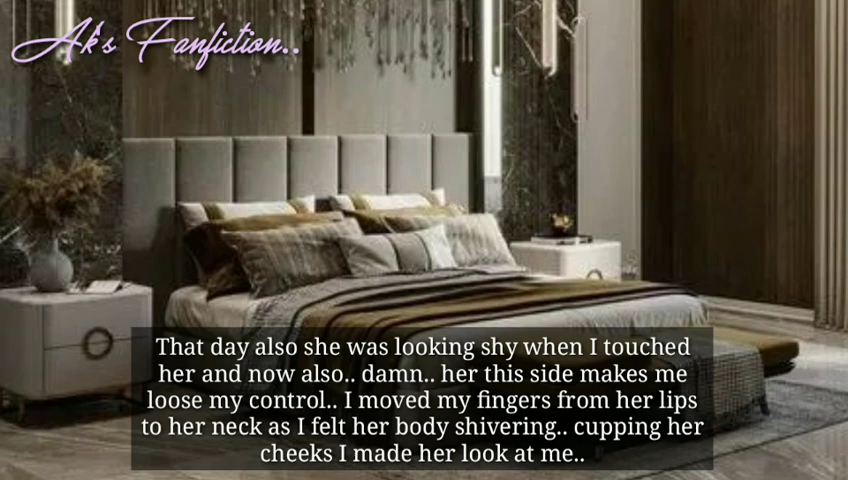 Ak's Fanfiction..
That day also she was looking shy when I touched
her and now also.. damn.. her this side makes me
loose my control.. I moved my fingers from her lips
to her neck as I felt her body shivering.. cupping her
cheeks I made her look at me..